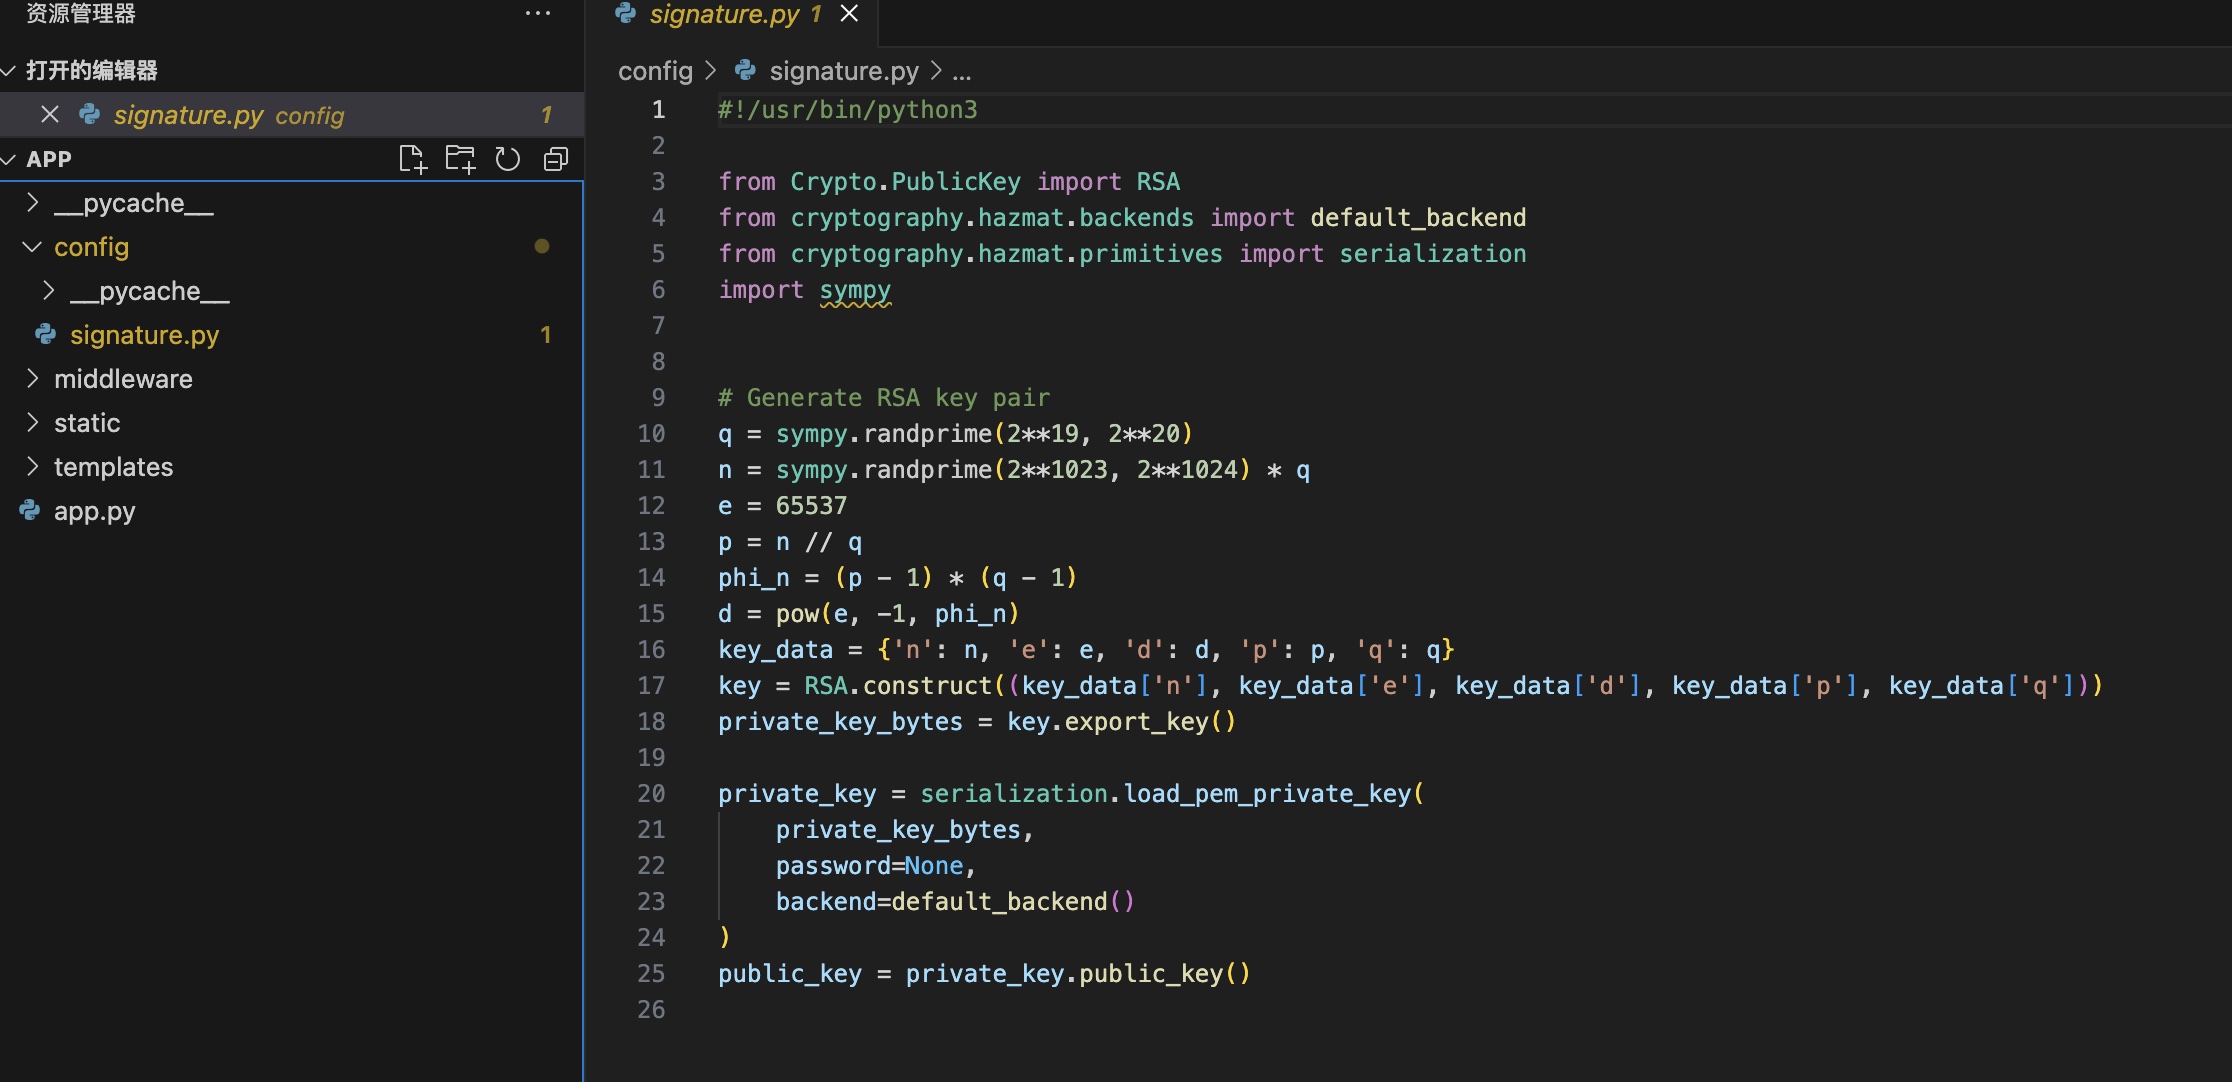 资源管理器
打开的编辑器
signature.py config 1
APP
__pycache__
config
__pycache__
signature.py 1
middleware
static
templates
app.py
signature.py 1
config > signature.py > ...
1 #!/usr/bin/python3
2
3 from Crypto.PublicKey import RSA
4 from cryptography.hazmat.backends import default_backend
5 from cryptography.hazmat.primitives import serialization
6 import sympy
7
8
9 # Generate RSA key pair
10 q = sympy.randprime(2**19, 2**20)
11 n = sympy.randprime(2**1023, 2**1024) * q
12 e = 65537
13 p = n // q
14 phi_n = (p - 1) * (q - 1)
15 d = pow(e, -1, phi_n)
16 key_data = {'n': n, 'e': e, 'd': d, 'p': p, 'q': q}
17 key = RSA.construct((key_data['n'], key_data['e'], key_data['d'], key_data['p'], key_data['q']))
18 private_key_bytes = key.export_key()
19
20 private_key = serialization.load_pem_private_key(
21     private_key_bytes,
22     password=None,
23     backend=default_backend()
24 )
25 public_key = private_key.public_key()
26